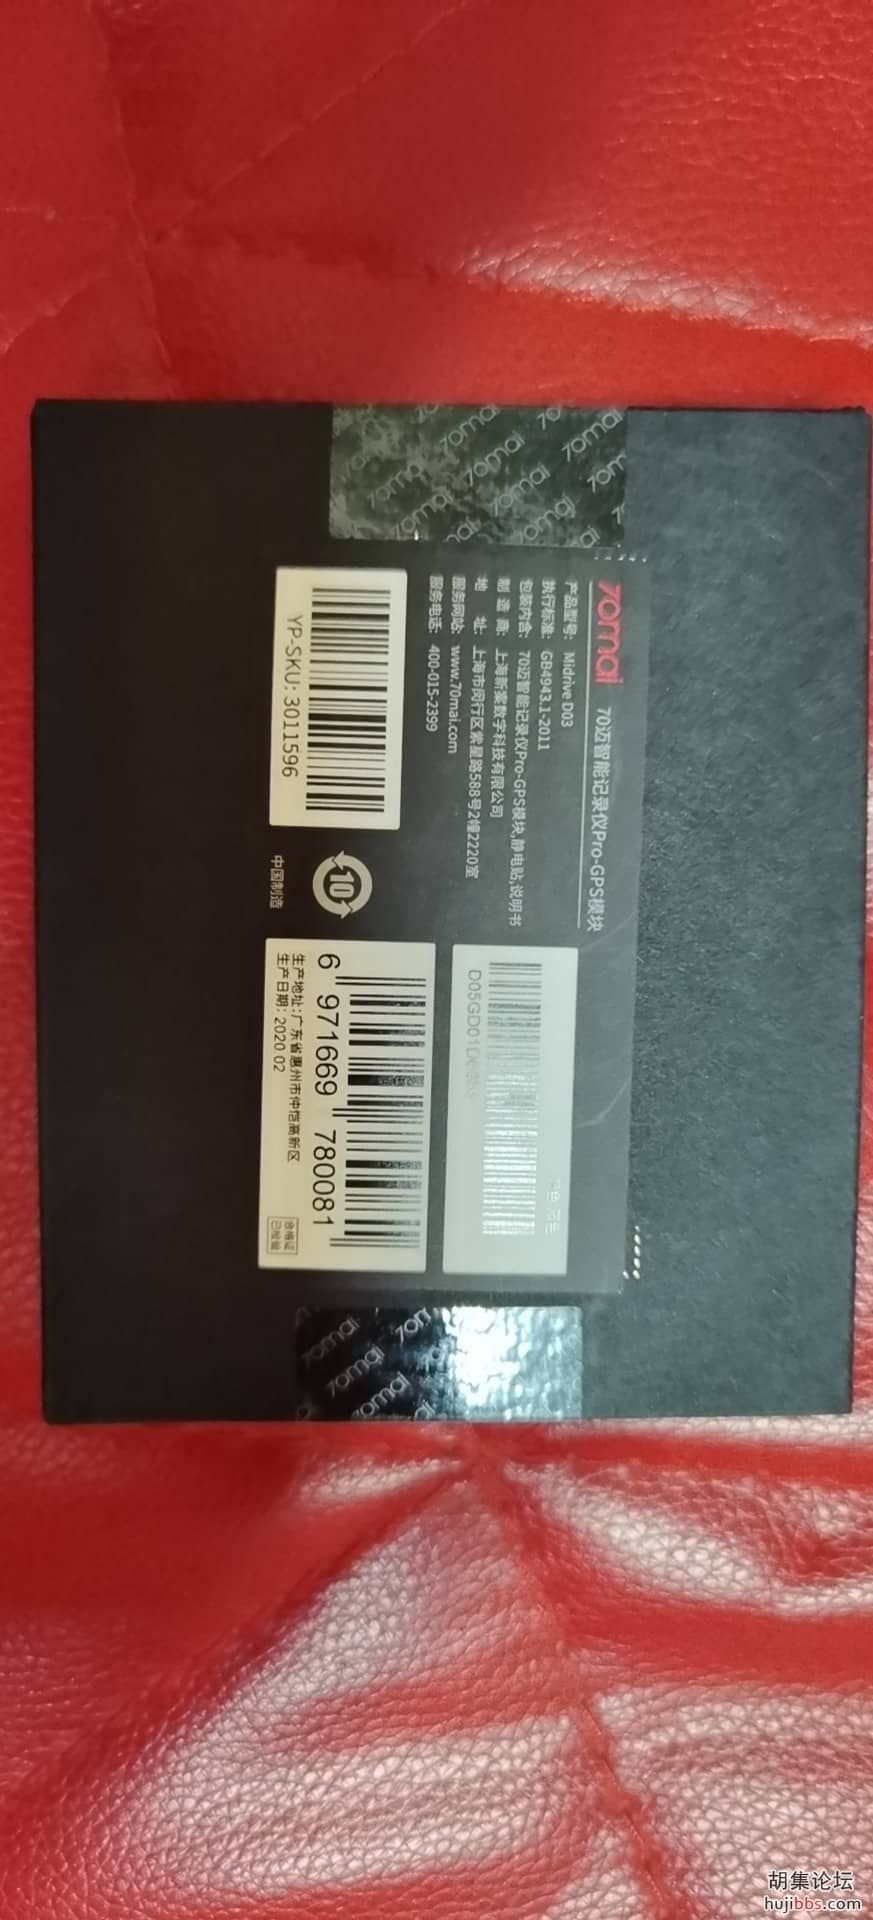 70mai
70迈智能记录仪Pro-GPS模块
产品型号: Midrive D03
执行标准: GB4943.1-2011
包装内含: 70迈智能记录仪Pro-GPS模块,静电贴,说明书
制造商: 上海新案数字科技有限公司
地址: 上海市闵行区紫星路588号2幢2220室
服务网站: www.70mai.com
服务电话: 400-015-2399
YP-SKU: 3011596
10
中国制造
6 971669 780081
生产地址:广东省惠州市仲恺高新区
生产日期: 2020 02
合格证
已检验
胡集论坛
hujibbs.com